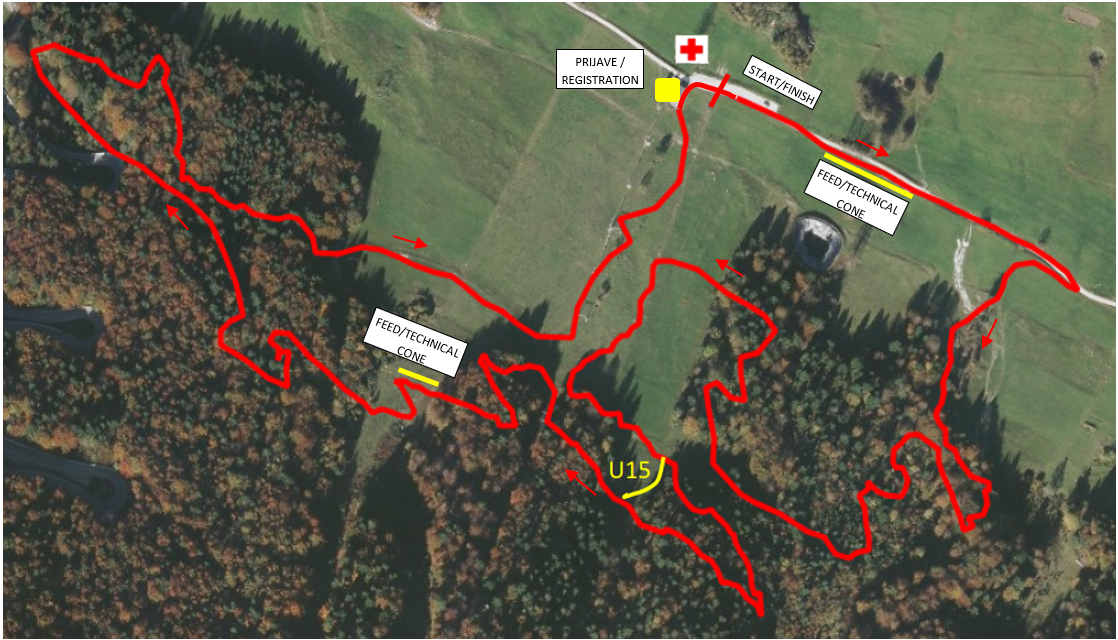 PRIJAVE /
REGISTRATION
START/FINISH
FEED/TECHNICAL
CONE
FEED/TECHNICAL
CONE
U15